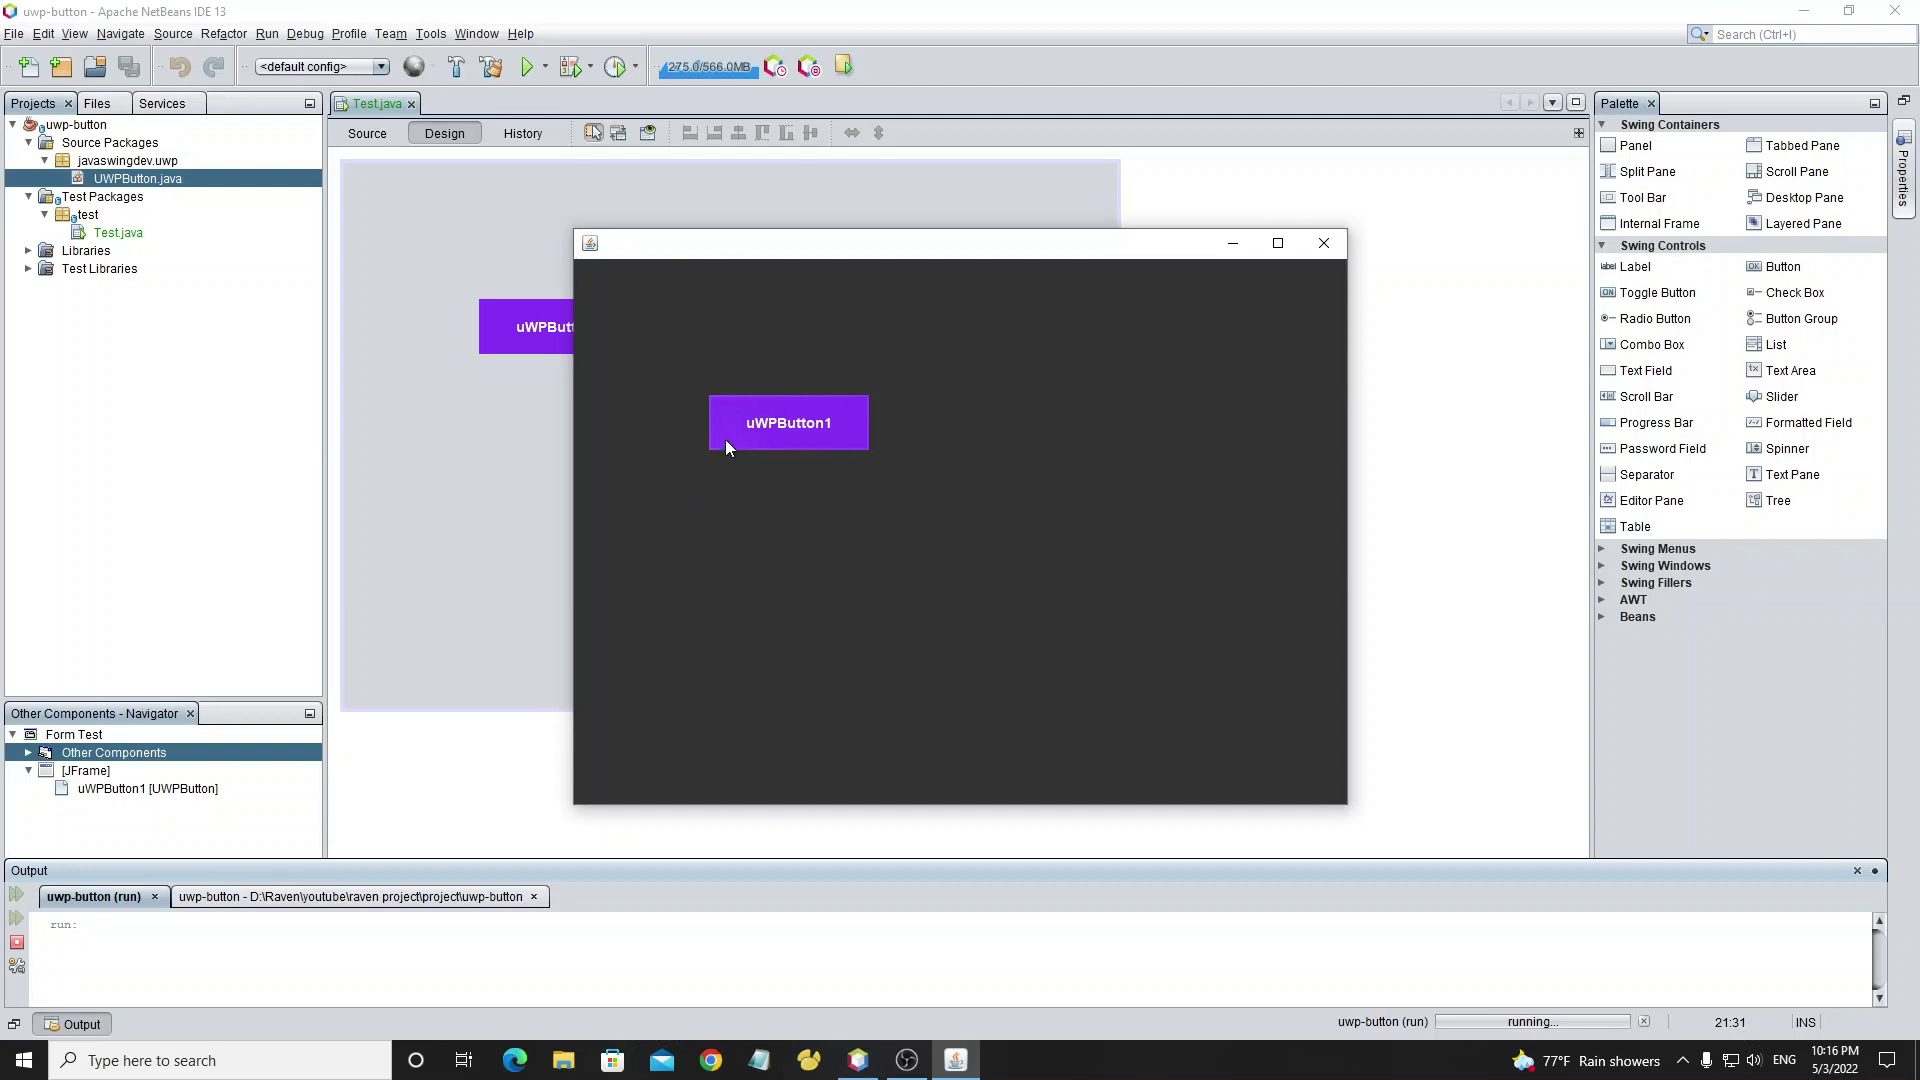 uwp-button - Apache NetBeans IDE 13
File Edit View Navigate Source Refactor Run Debug Profile Team Tools Window Help
Search (Ctrl+I)
<default config>
275.0/566.0MB
Projects Files Services
Test.java
Palette
Source Design History
uwp-button
Source Packages
javaswingdev.uwp
UWPButton.java
Test Packages
test
Test.java
Libraries
Test Libraries
uWPButt
uWPButton1
Swing Containers
Panel Tabbed Pane
Split Pane Scroll Pane
Tool Bar Desktop Pane
Internal Frame Layered Pane
Swing Controls
label Label OK Button
ON Toggle Button Check Box
Radio Button Button Group
Combo Box List
Text Field Text Area
Scroll Bar Slider
Progress Bar Formatted Field
Password Field Spinner
Separator T Text Pane
Editor Pane Tree
Table
Swing Menus
Swing Windows
Swing Fillers
AWT
Beans
Properties
Other Components - Navigator
Form Test
Other Components
[JFrame]
uWPButton1 [UWPButton]
Output
uwp-button (run) uwp-button - D:\Raven\youtube\raven project\project\uwp-button
run:
Output
uwp-button (run) running... 21:31 INS
Type here to search
77°F Rain showers
ENG
10:16 PM
5/3/2022